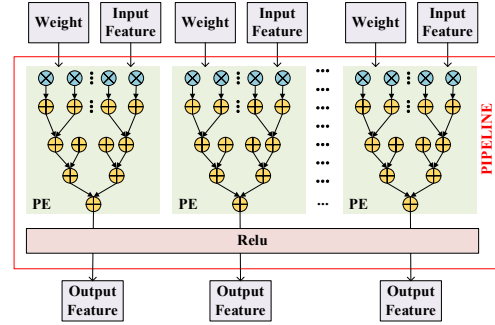 Weight
Input
Feature
Weight
Input
Feature
Weight
Input
Feature
PE
PE
PE
PIPELINE
Relu
Output
Feature
Output
Feature
Output
Feature